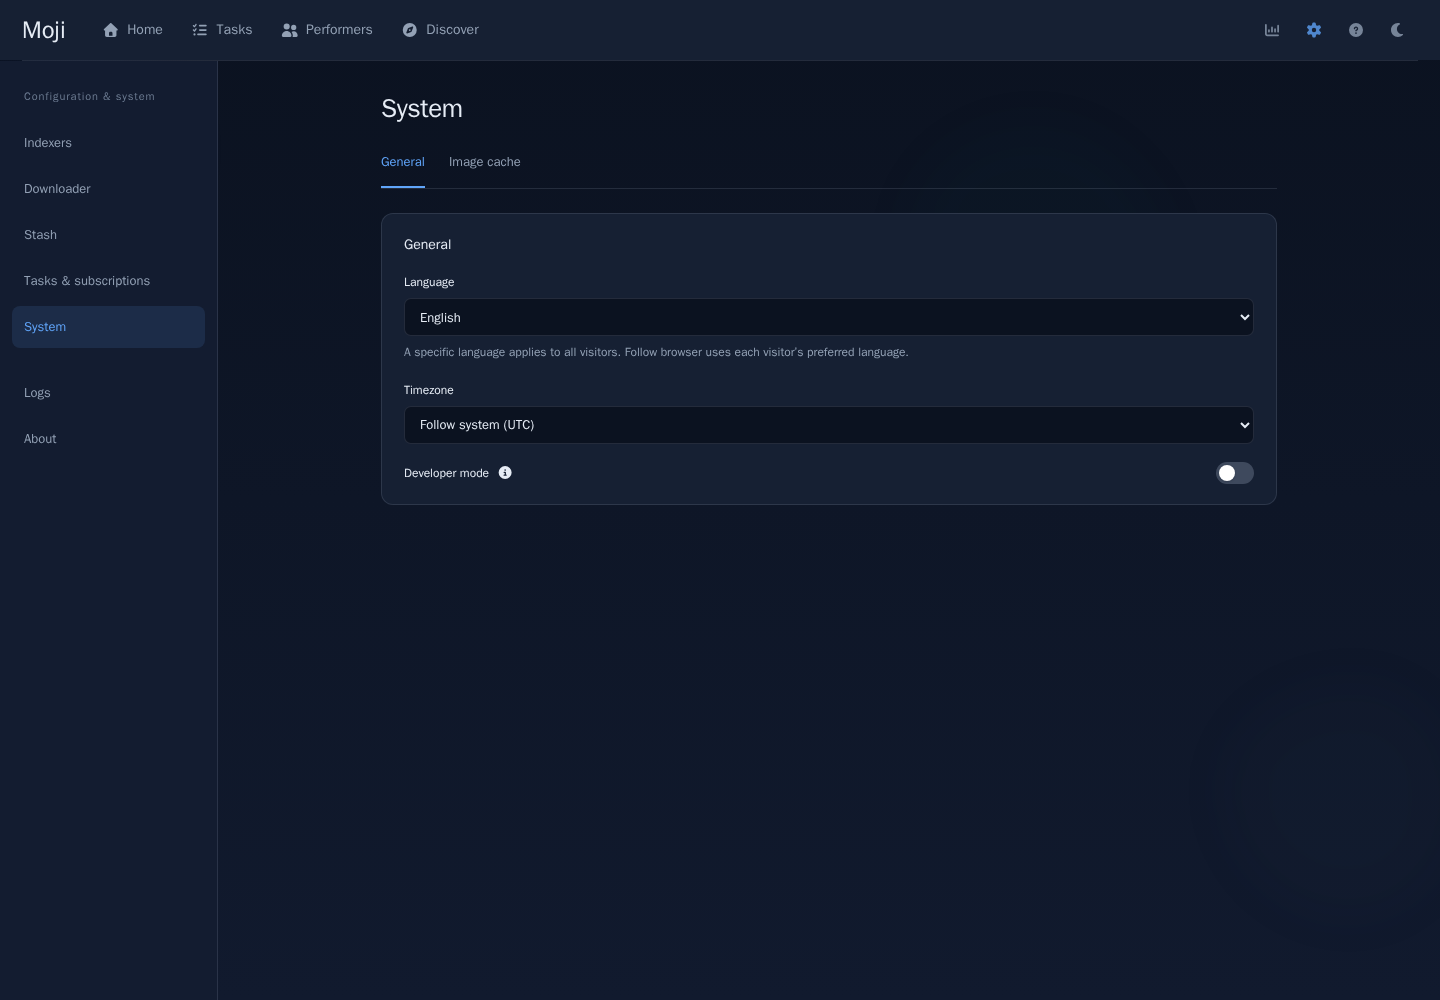 Moji
Home
Tasks
Performers
Discover
Configuration & system
Indexers
Downloader
Stash
Tasks & subscriptions
System
Logs
About
System
General
Image cache
General
Language
English
A specific language applies to all visitors. Follow browser uses each visitor's preferred language.
Timezone
Follow system (UTC)
Developer mode